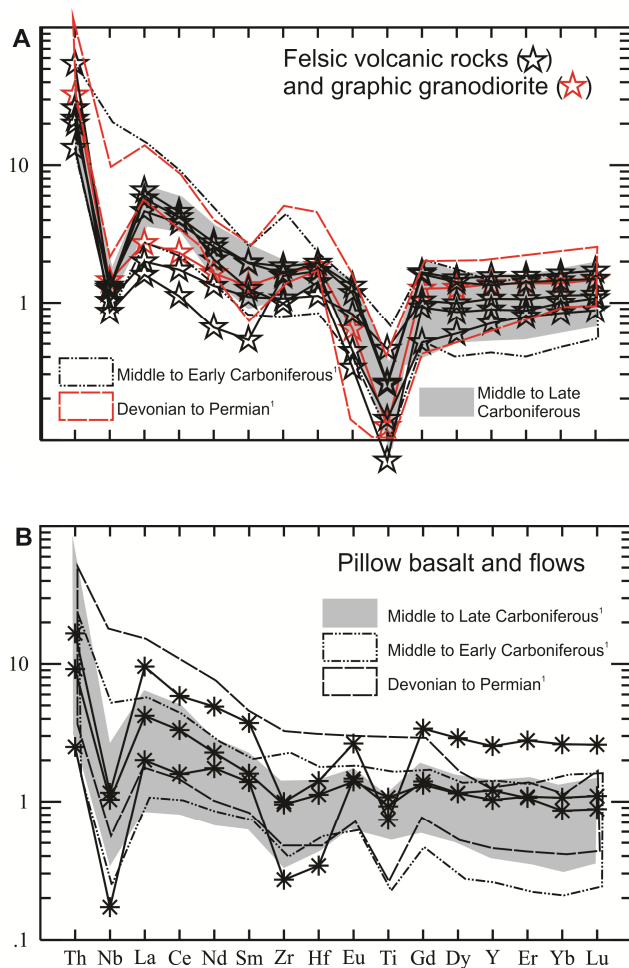 A
Felsic volcanic rocks (☆)
and graphic granodiorite (☆)
10
1
Middle to Early Carboniferous¹
Devonian to Permian¹
Middle to Late
Carboniferous
B
Pillow basalt and flows
Middle to Late Carboniferous¹
Middle to Early Carboniferous¹
Devonian to Permian¹
10
1
.1
Th Nb La Ce Nd Sm Zr Hf Eu Ti Gd Dy Y Er Yb Lu